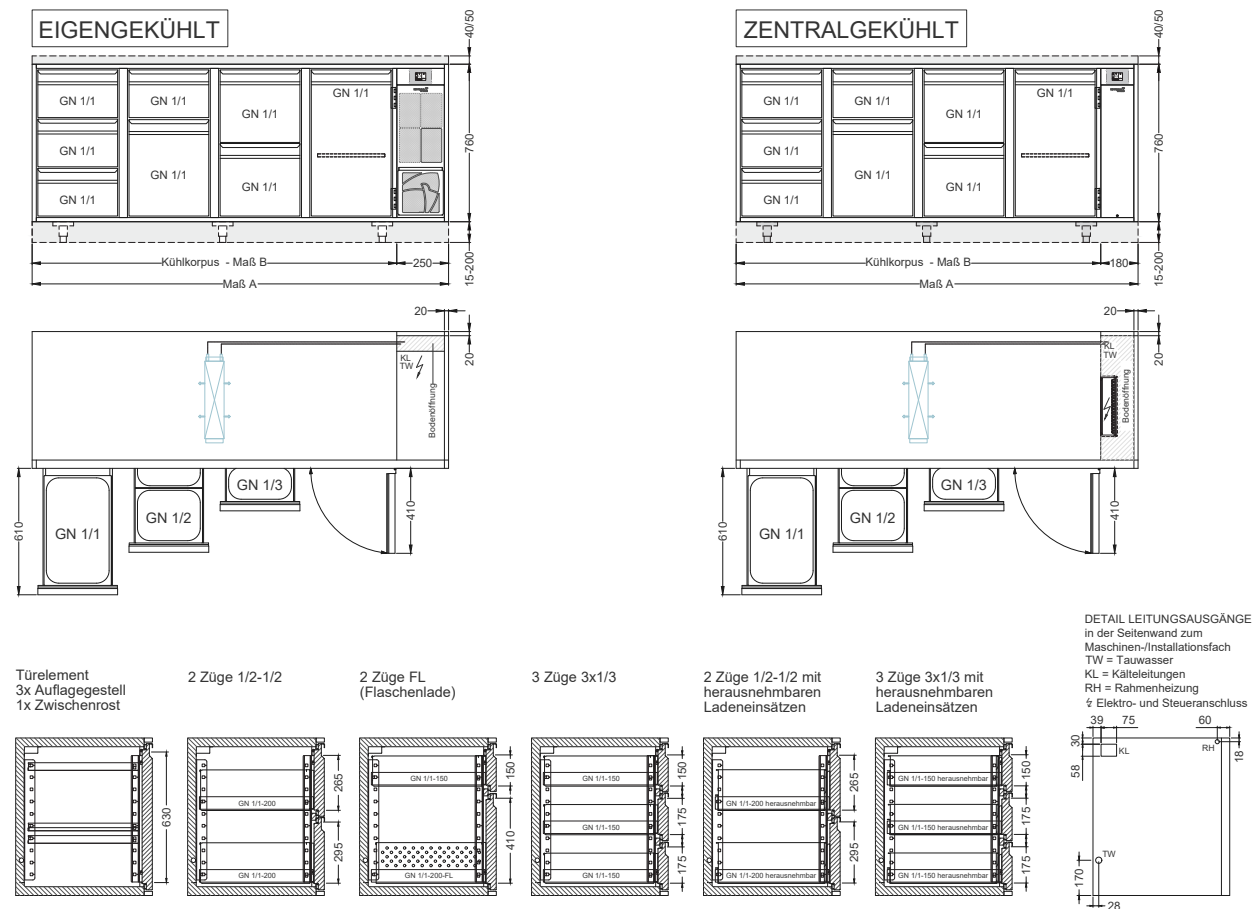 EIGENGEKÜHLT
40/50
GN 1/1
GN 1/1
GN 1/1
GN 1/1
GN 1/1
GN 1/1
GN 1/1
GN 1/1
760
15-200
Kühlkorpus - Maß B
250
Maß A
20
20
KL
TW
Bodenöffnung
GN 1/1
GN 1/2
GN 1/3
610
410
ZENTRALGEKÜHLT
40/50
GN 1/1
GN 1/1
GN 1/1
GN 1/1
GN 1/1
GN 1/1
GN 1/1
GN 1/1
760
15-200
Kühlkorpus - Maß B
180
Maß A
20
20
KL
TW
Bodenöffnung
GN 1/1
GN 1/2
GN 1/3
610
410
Türelement
3x Auflagegestell
1x Zwischenrost
630
2 Züge 1/2-1/2
GN 1/1-200
GN 1/1-200
265
295
2 Züge FL
(Flaschenlade)
GN 1/1-150
GN 1/1-200-FL
150
410
3 Züge 3x1/3
GN 1/1-150
GN 1/1-150
GN 1/1-150
150
175
175
2 Züge 1/2-1/2 mit
herausnehmbaren
Ladeneinsätzen
GN 1/1-200 herausnehmbar
GN 1/1-200 herausnehmbar
265
295
3 Züge 3x1/3 mit
herausnehmbaren
Ladeneinsätzen
GN 1/1-150 herausnehmbar
GN 1/1-150 herausnehmbar
GN 1/1-150 herausnehmbar
150
175
175
DETAIL LEITUNGSAUSGÄNGE
in der Seitenwand zum
Maschinen-/Installationsfach
TW = Tauwasser
KL = Kälteleitungen
RH = Rahmenheizung
Elektro- und Steueranschluss
39 75 60
30
58
KL
RH
18
TW
170
28